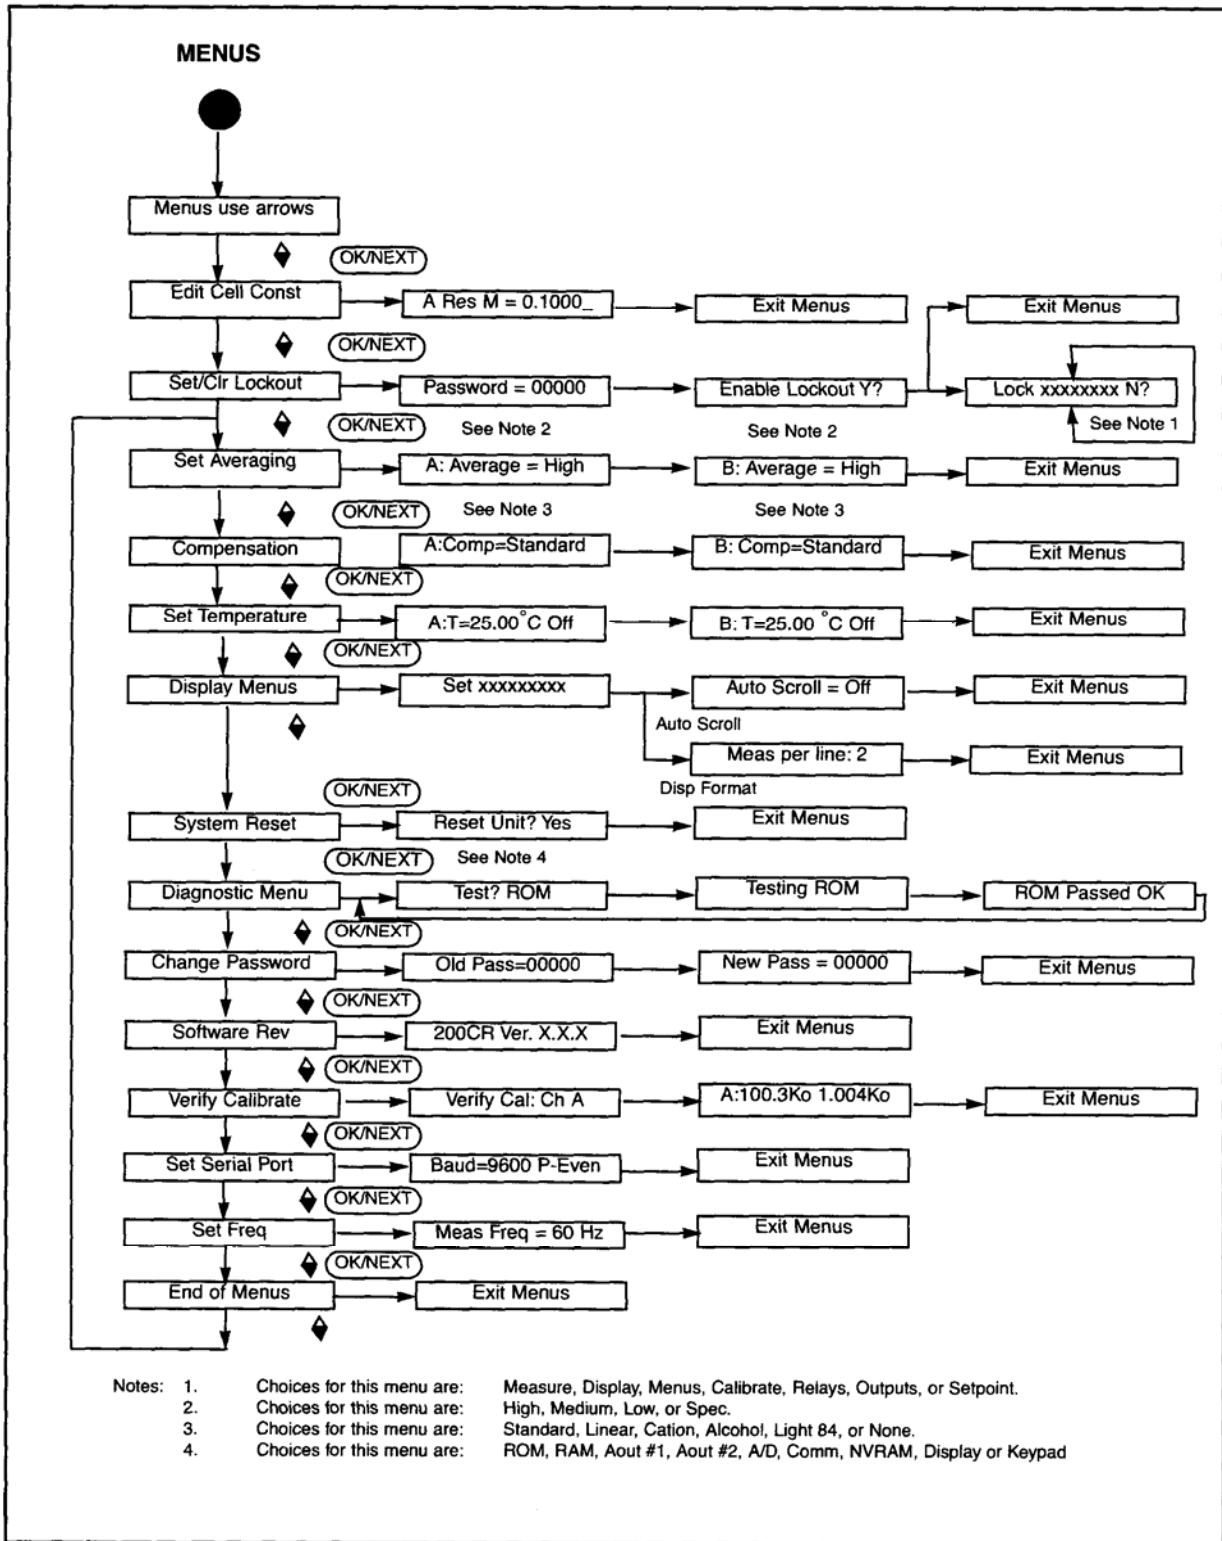 MENUS
Menus use arrows
OK/NEXT
Edit Cell Const
A Res M = 0.1000_
Exit Menus
Exit Menus
OK/NEXT
Set/Clr Lockout
Password = 00000
Enable Lockout Y?
Lock xxxxxxxx N?
OK/NEXT
See Note 2
See Note 2
See Note 1
Set Averaging
A: Average = High
B: Average = High
Exit Menus
OK/NEXT
See Note 3
See Note 3
Compensation
A:Comp=Standard
B: Comp=Standard
Exit Menus
OK/NEXT
Set Temperature
A:T=25.00°C Off
B: T=25.00 °C Off
Exit Menus
OK/NEXT
Display Menus
Set xxxxxxxxx
Auto Scroll = Off
Exit Menus
Auto Scroll
Meas per line: 2
Exit Menus
Disp Format
OK/NEXT
System Reset
Reset Unit? Yes
Exit Menus
OK/NEXT
See Note 4
Diagnostic Menu
Test? ROM
Testing ROM
ROM Passed OK
OK/NEXT
Change Password
Old Pass=00000
New Pass = 00000
Exit Menus
OK/NEXT
Software Rev
200CR Ver. X.X.X
Exit Menus
OK/NEXT
Verify Calibrate
Verify Cal: Ch A
A:100.3Ko 1.004Ko
Exit Menus
OK/NEXT
Set Serial Port
Baud=9600 P-Even
Exit Menus
OK/NEXT
Set Freq
Meas Freq = 60 Hz
Exit Menus
OK/NEXT
End of Menus
Exit Menus
Notes: 1. Choices for this menu are: Measure, Display, Menus, Calibrate, Relays, Outputs, or Setpoint.
2. Choices for this menu are: High, Medium, Low, or Spec.
3. Choices for this menu are: Standard, Linear, Cation, Alcohol, Light 84, or None.
4. Choices for this menu are: ROM, RAM, Aout #1, Aout #2, A/D, Comm, NVRAM, Display or Keypad